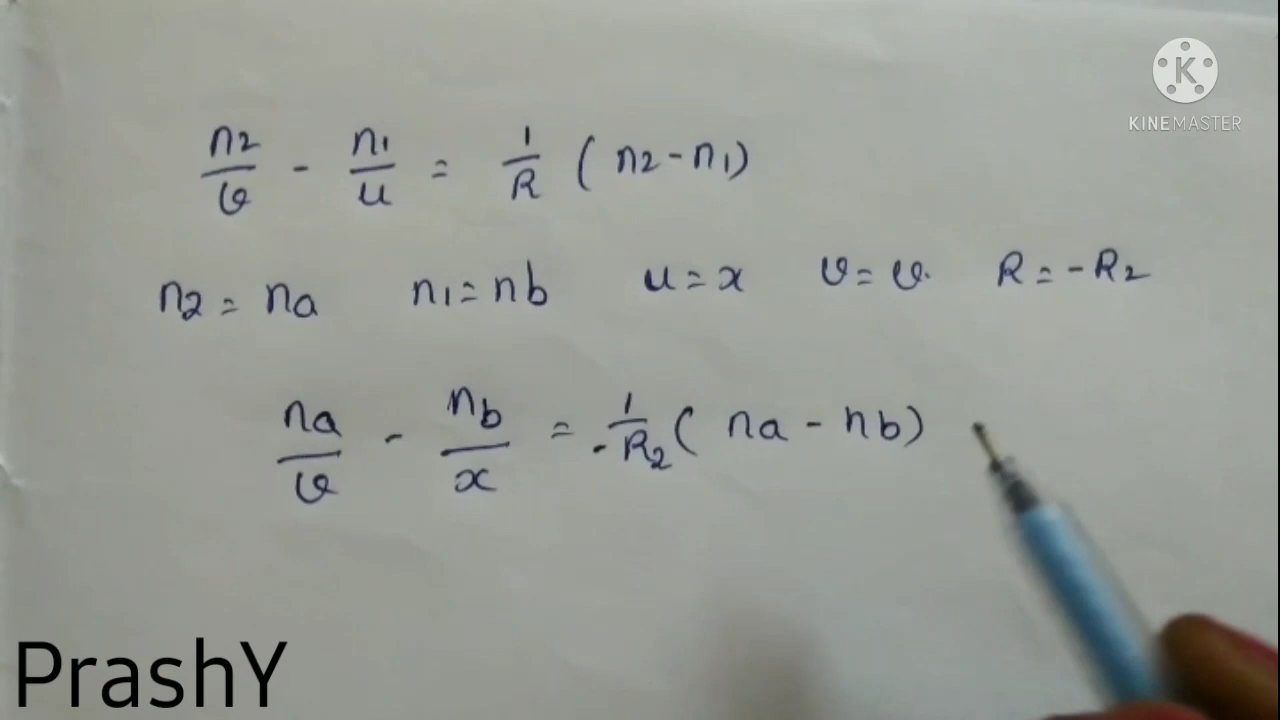 K
KINEMASTER
n2/v - n1/u = 1/R ( n2 - n1)
n2 = na n1 = nb u = x v = v. R = -R2
na/v - nb/x = 1/-R2 ( na - nb)
PrashY